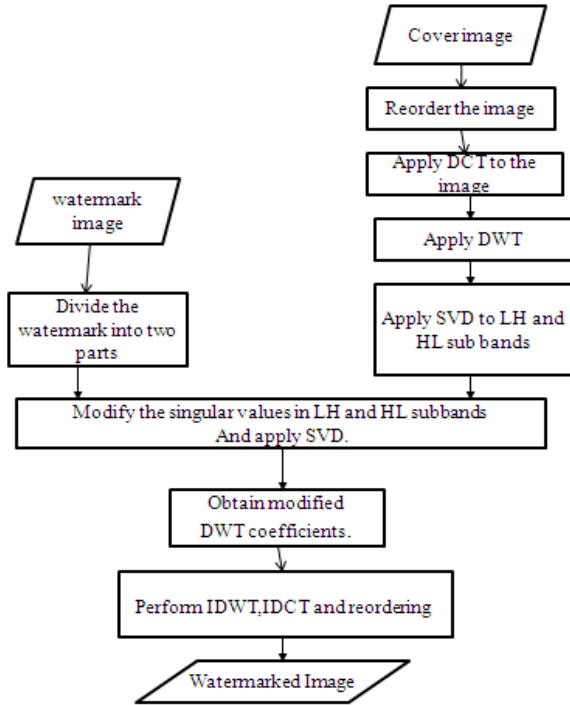 Cover image
Reorder the image
Apply DCT to the
image
watermark
image
Apply DWT
Divide the
watermark into two
parts
Apply SVD to LH and
HL sub bands
Modify the singular values in LH and HL subbands
And apply SVD.
Obtain modified
DWT coefficients.
Perform IDWT,IDCT and reordering
Watermarked Image